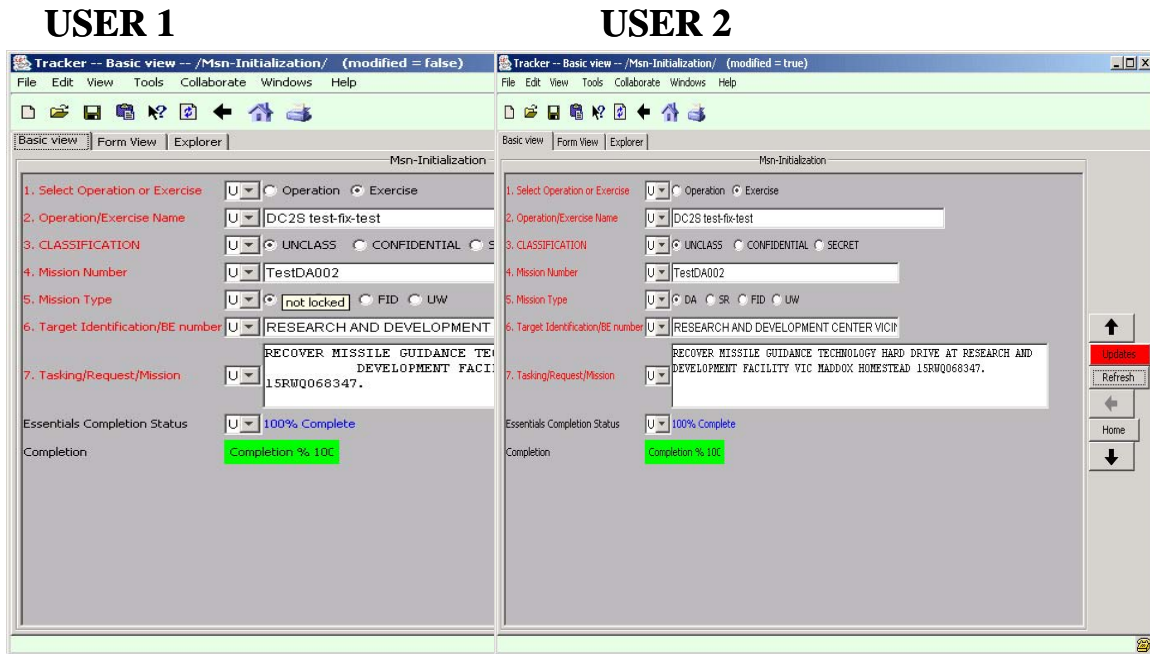 USER 1
Tracker -- Basic view -- /Msn-Initialization/ (modified = false)
File Edit View Tools Collaborate Windows Help
Basic view Form View Explorer
Msn-Initialization
1. Select Operation or Exercise U Operation Exercise
2. Operation/Exercise Name U DC2S test-fix-test
3. CLASSIFICATION U UNCLASS CONFIDENTIAL S
4. Mission Number U TestDA002
5. Mission Type U not locked FID UW
6. Target Identification/BE number U RESEARCH AND DEVELOPMENT
7. Tasking/Request/Mission U RECOVER MISSILE GUIDANCE TE
DEVELOPMENT FACI
15RWQ068347.
Essentials Completion Status U 100% Complete
Completion Completion % 10
USER 2
Tracker -- Basic view -- /Msn-Initialization/ (modified = true)
File Edit View Tools Collaborate Windows Help
Basic view Form View Explorer
Msn-Initialization
1. Select Operation or Exercise U Operation Exercise
2. Operation/Exercise Name U DC2S test-fix-test
3. CLASSIFICATION U UNCLASS CONFIDENTIAL SECRET
4. Mission Number U TestDA002
5. Mission Type U DA SR FID UW
6. Target Identification/BE number U RESEARCH AND DEVELOPMENT CENTER VICIN
7. Tasking/Request/Mission U RECOVER MISSILE GUIDANCE TECHNOLOGY HARD DRIVE AT RESEARCH AND
DEVELOPMENT FACILITY VIC MADDOX HOMESTEAD 15RWQ068347.
Essentials Completion Status U 100% Complete
Completion Completion % 10
Updates
Refresh
Home